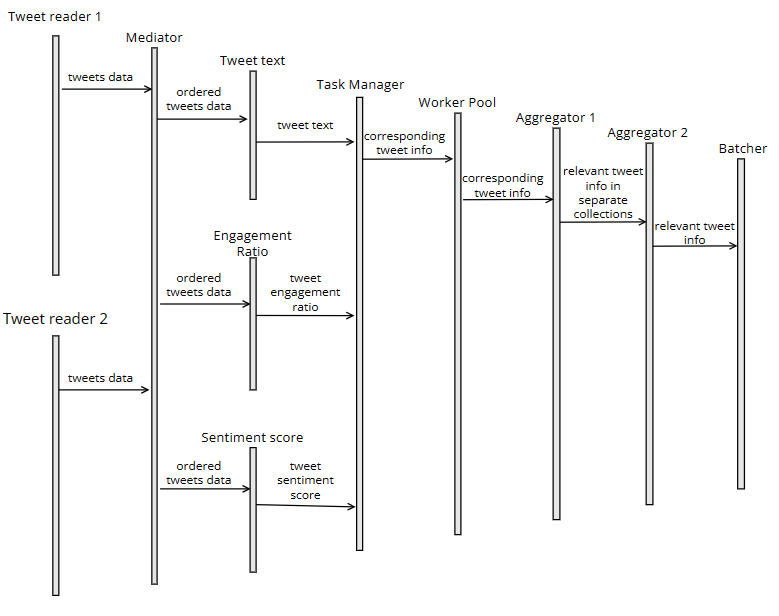 Tweet reader 1
Mediator
Tweet text
Task Manager
Worker Pool
Aggregator 1
Aggregator 2
Batcher
tweets data
ordered
tweets data
tweet text
corresponding
tweet info
corresponding
tweet info
relevant tweet
info in
separate
collections
relevant tweet
info
Engagement
Ratio
ordered
tweets data
tweet
engagement
ratio
Tweet reader 2
tweets data
Sentiment score
ordered
tweets data
tweet
sentiment
score